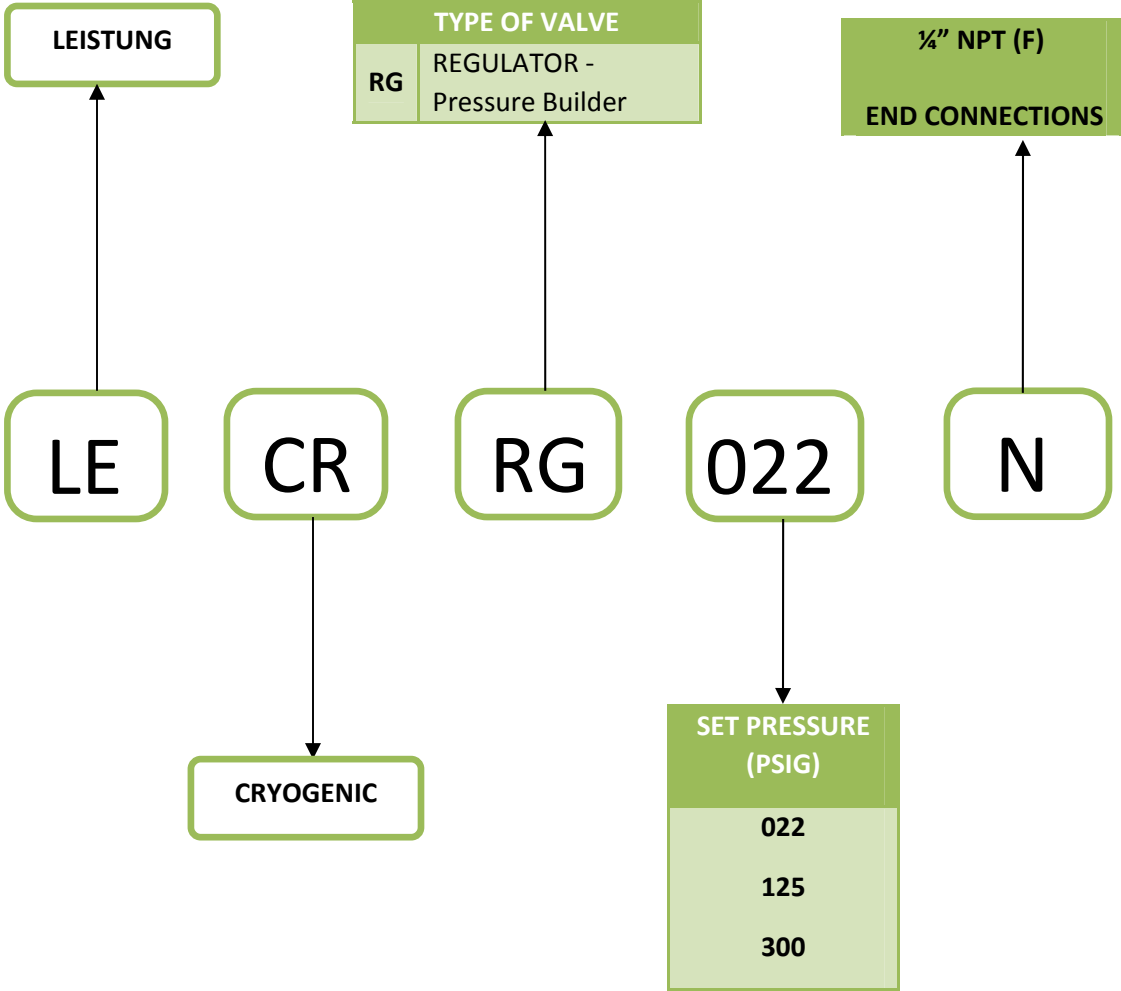 LEISTUNG
TYPE OF VALVE
RG
REGULATOR -
Pressure Builder
¼” NPT (F)
END CONNECTIONS
LE
CR
RG
022
N
CRYOGENIC
SET PRESSURE
(PSIG)
022
125
300